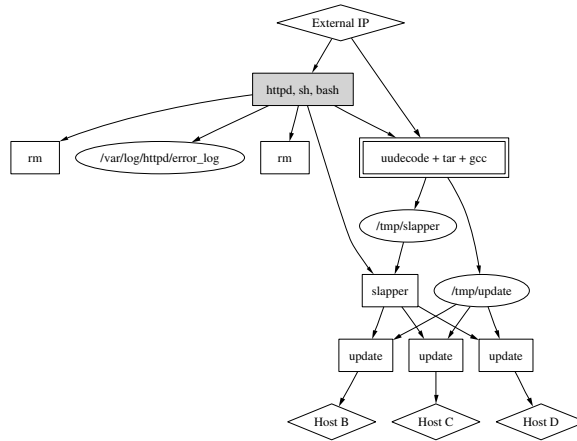 External IP
httpd, sh, bash
rm
/var/log/httpd/error_log
rm
uudecode + tar + gcc
/tmp/slapper
slapper
/tmp/update
update
update
update
Host B
Host C
Host D